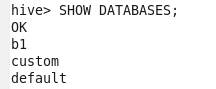 hive> SHOW DATABASES;
OK
b1
custom
default